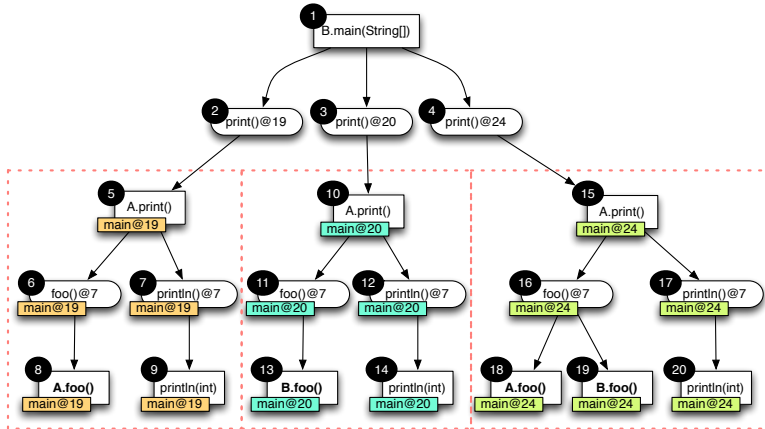 1
B.main(String[])
2
print()@19
3
print()@20
4
print()@24
5
A.print()
main@19
10
A.print()
main@20
15
A.print()
main@24
6
foo()@7
main@19
7
println()@7
main@19
11
foo()@7
main@20
12
println()@7
main@20
16
foo()@7
main@24
17
println()@7
main@24
8
A.foo()
main@19
9
println(int)
main@19
13
B.foo()
main@20
14
println(int)
main@20
18
A.foo()
main@24
19
B.foo()
main@24
20
println(int)
main@24